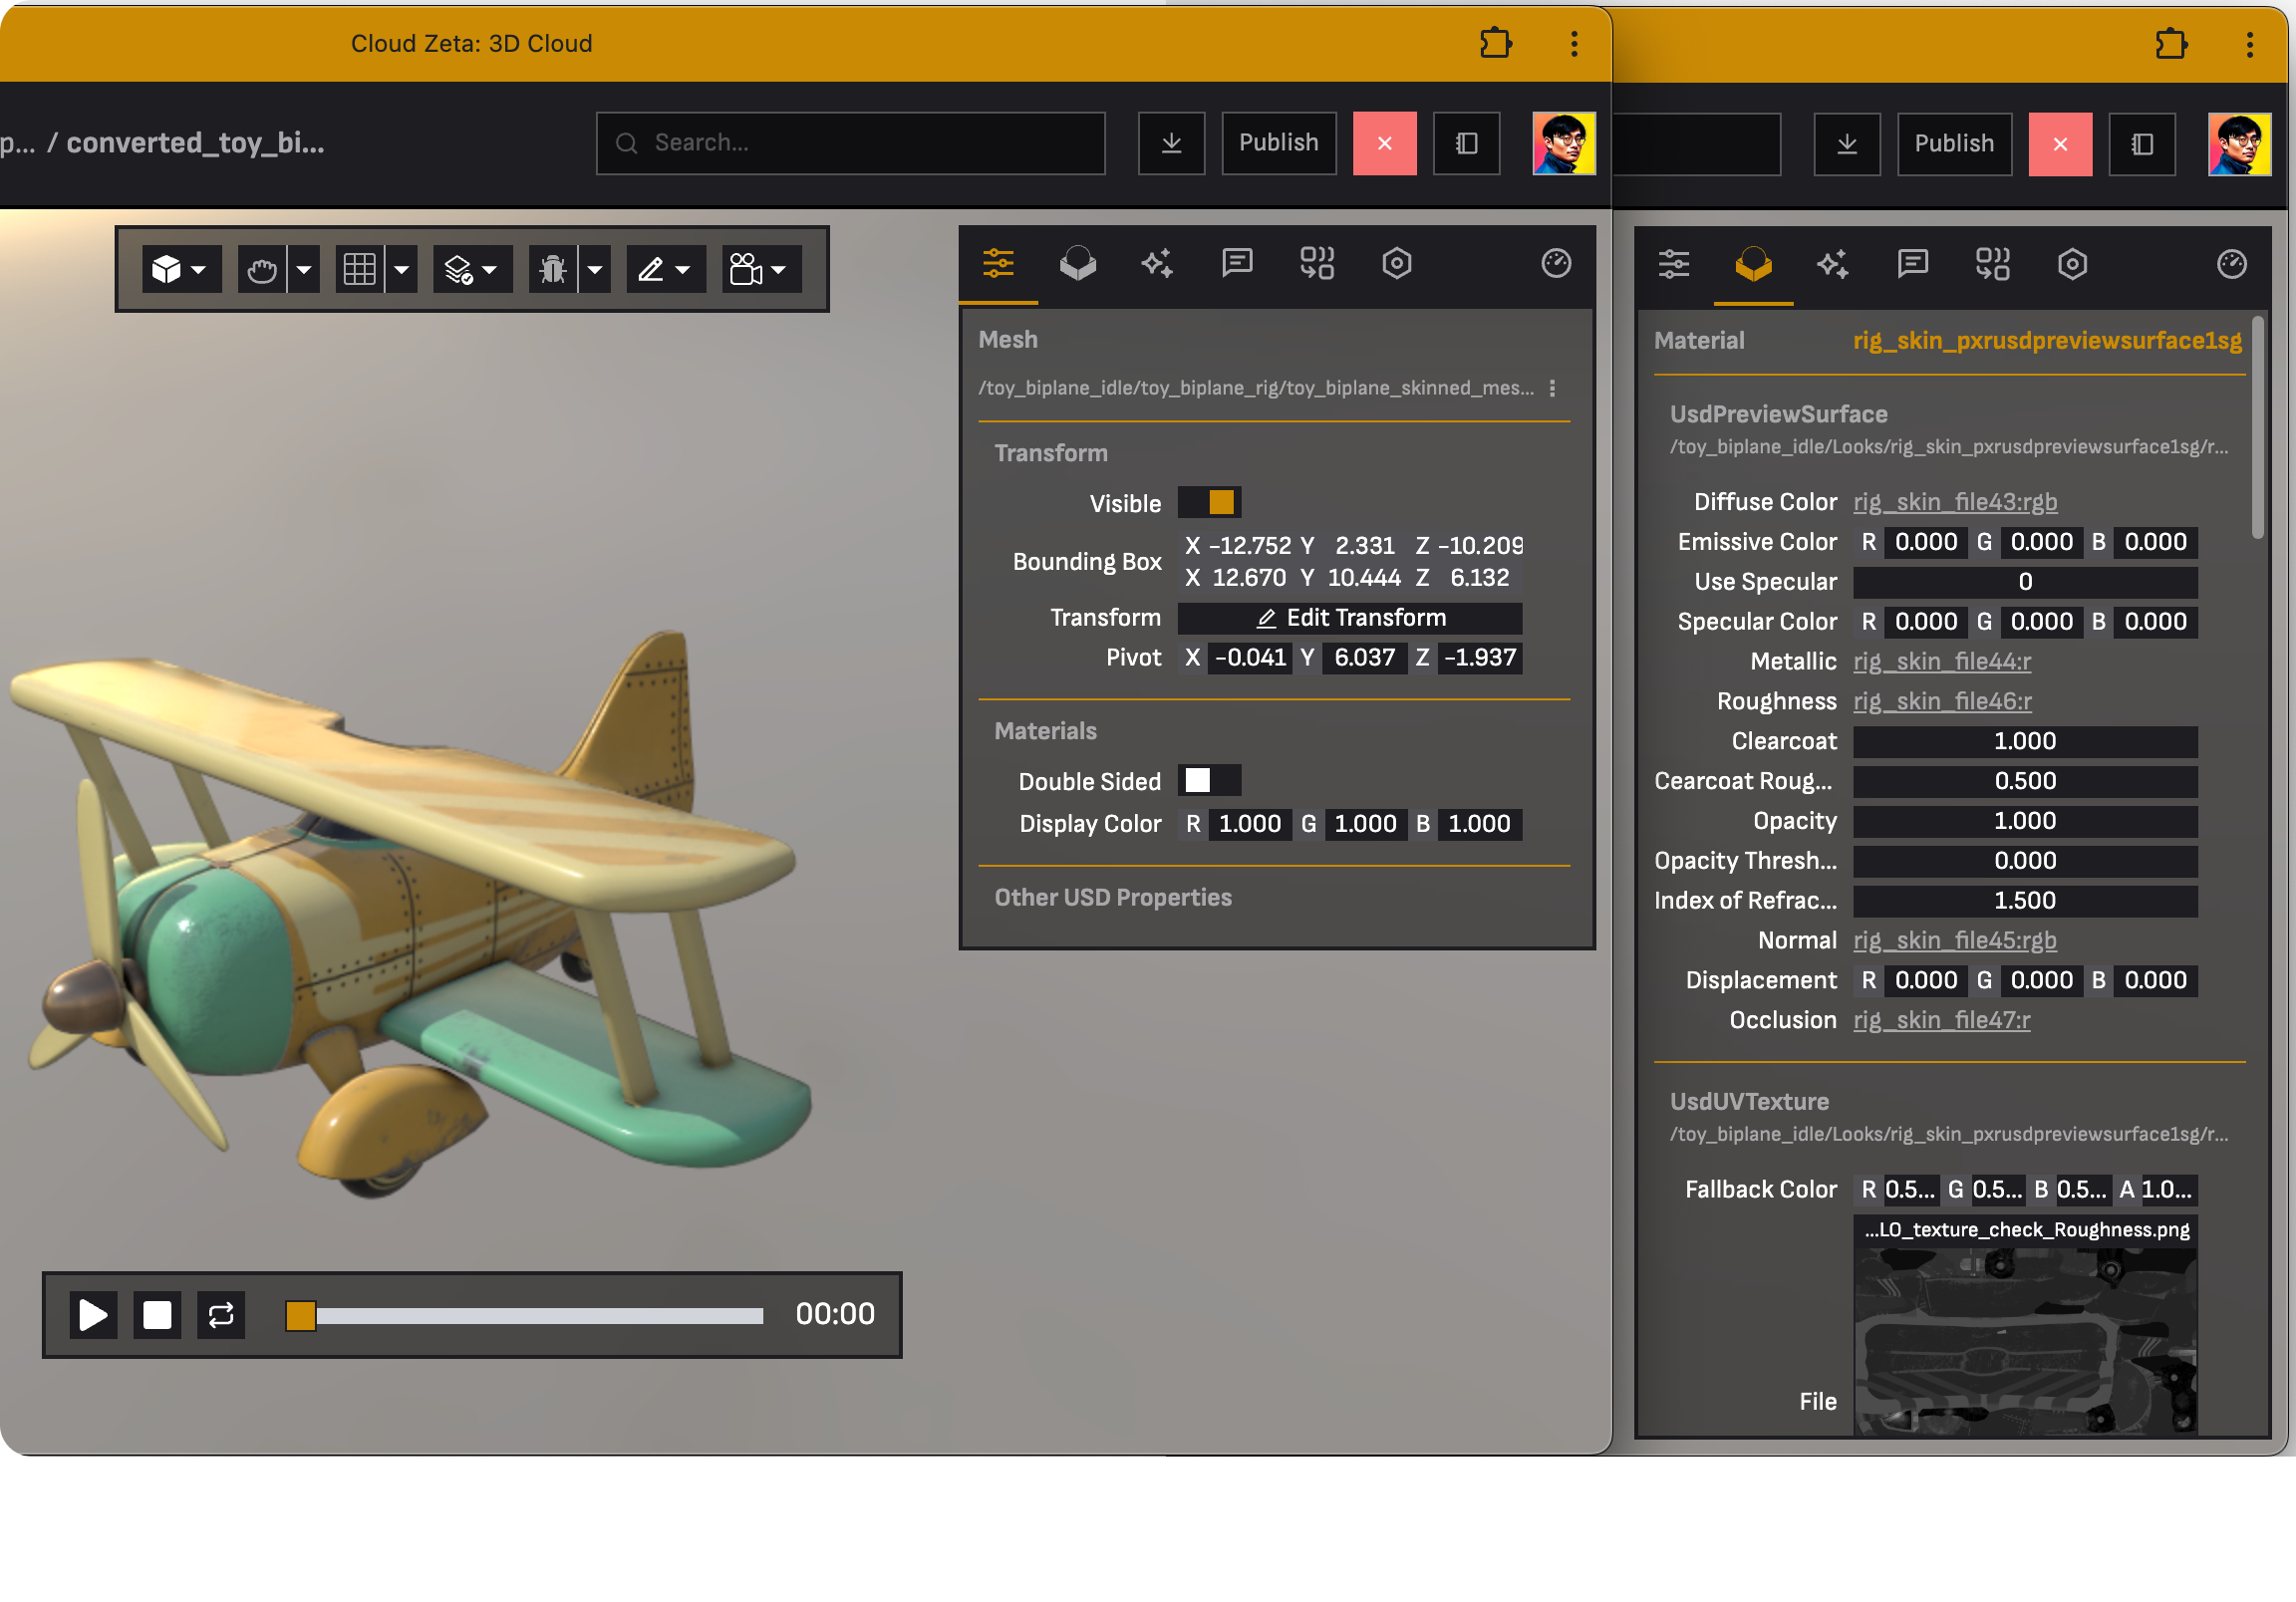 Cloud Zeta: 3D Cloud
p... / converted_toy_bi...
Search...
Publish
Mesh
/toy_biplane_idle/toy_biplane_rig/toy_biplane_skinned_mes...
Transform
Visible
Bounding Box
X -12.752 Y 2.331 Z -10.209
X 12.670 Y 10.444 Z 6.132
Transform
Edit Transform
Pivot X -0.041 Y 6.037 Z -1.937
Materials
Double Sided
Display Color R 1.000 G 1.000 B 1.000
Other USD Properties
00:00
Publish
Material rig_skin_pxrusdpreviewsurface1sg
UsdPreviewSurface
/toy_biplane_idle/Looks/rig_skin_pxrusdpreviewsurface1sg/r...
Diffuse Color rig_skin_file43:rgb
Emissive Color R 0.000 G 0.000 B 0.000
Use Specular 0
Specular Color R 0.000 G 0.000 B 0.000
Metallic rig_skin_file44:r
Roughness rig_skin_file46:r
Clearcoat 1.000
Cearcoat Roug... 0.500
Opacity 1.000
Opacity Thresh... 0.000
Index of Refrac... 1.500
Normal rig_skin_file45:rgb
Displacement R 0.000 G 0.000 B 0.000
Occlusion rig_skin_file47:r
UsdUVTexture
/toy_biplane_idle/Looks/rig_skin_pxrusdpreviewsurface1sg/r...
Fallback Color R 0.5... G 0.5... B 0.5... A 1.0...
...LO_texture_check_Roughness.png
File